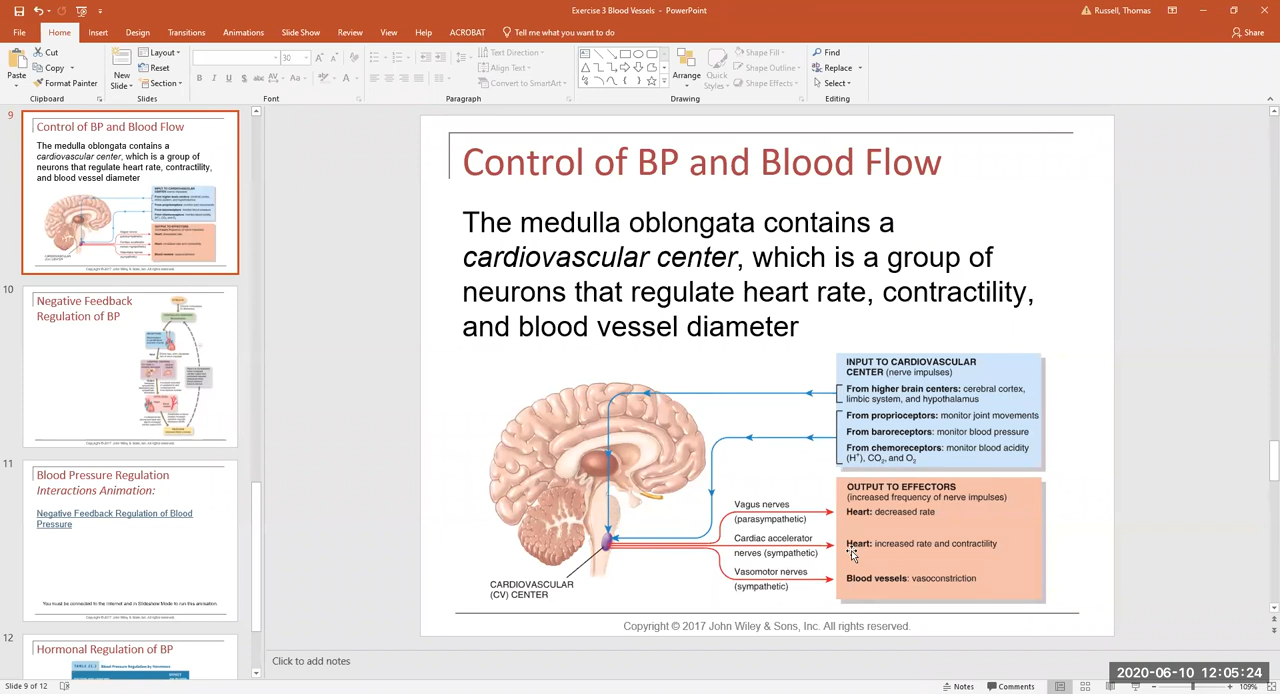 Exercise 3 Blood Vessels - PowerPoint
Russell, Thomas
File Home Insert Design Transitions Animations Slide Show Review View Help ACROBAT Tell me what you want to do
Share
Paste
Cut
Copy
Format Painter
Clipboard
New
Slide
Layout
Reset
Section
Slides
30
B I U S abc AV Aa A
Font
Text Direction
Align Text
Convert to SmartArt
Paragraph
Arrange
Quick
Styles
Shape Fill
Shape Outline
Shape Effects
Drawing
Find
Replace
Select
Editing
9
Control of BP and Blood Flow
The medulla oblongata contains a
cardiovascular center, which is a group of
neurons that regulate heart rate, contractility,
and blood vessel diameter
10
Negative Feedback
Regulation of BP
11
Blood Pressure Regulation
Interactions Animation:
Negative Feedback Regulation of Blood
Pressure
You must be connected to the Internet and in Slideshow Mode to run this animation.
12
Hormonal Regulation of BP
Control of BP and Blood Flow
The medulla oblongata contains a
cardiovascular center, which is a group of
neurons that regulate heart rate, contractility,
and blood vessel diameter
INPUT TO CARDIOVASCULAR
CENTER (nerve impulses)
From higher brain centers: cerebral cortex,
limbic system, and hypothalamus
From proprioceptors: monitor joint movements
From baroreceptors: monitor blood pressure
From chemoreceptors: monitor blood acidity
(H+), CO2, and O2
OUTPUT TO EFFECTORS
(increased frequency of nerve impulses)
Heart: decreased rate
Heart: increased rate and contractility
Blood vessels: vasoconstriction
Vagus nerves
(parasympathetic)
Cardiac accelerator
nerves (sympathetic)
Vasomotor nerves
(sympathetic)
CARDIOVASCULAR
(CV) CENTER
Copyright © 2017 John Wiley & Sons, Inc. All rights reserved.
Click to add notes
2020-06-10 12:05:24
Slide 9 of 12
Notes
Comments
109%